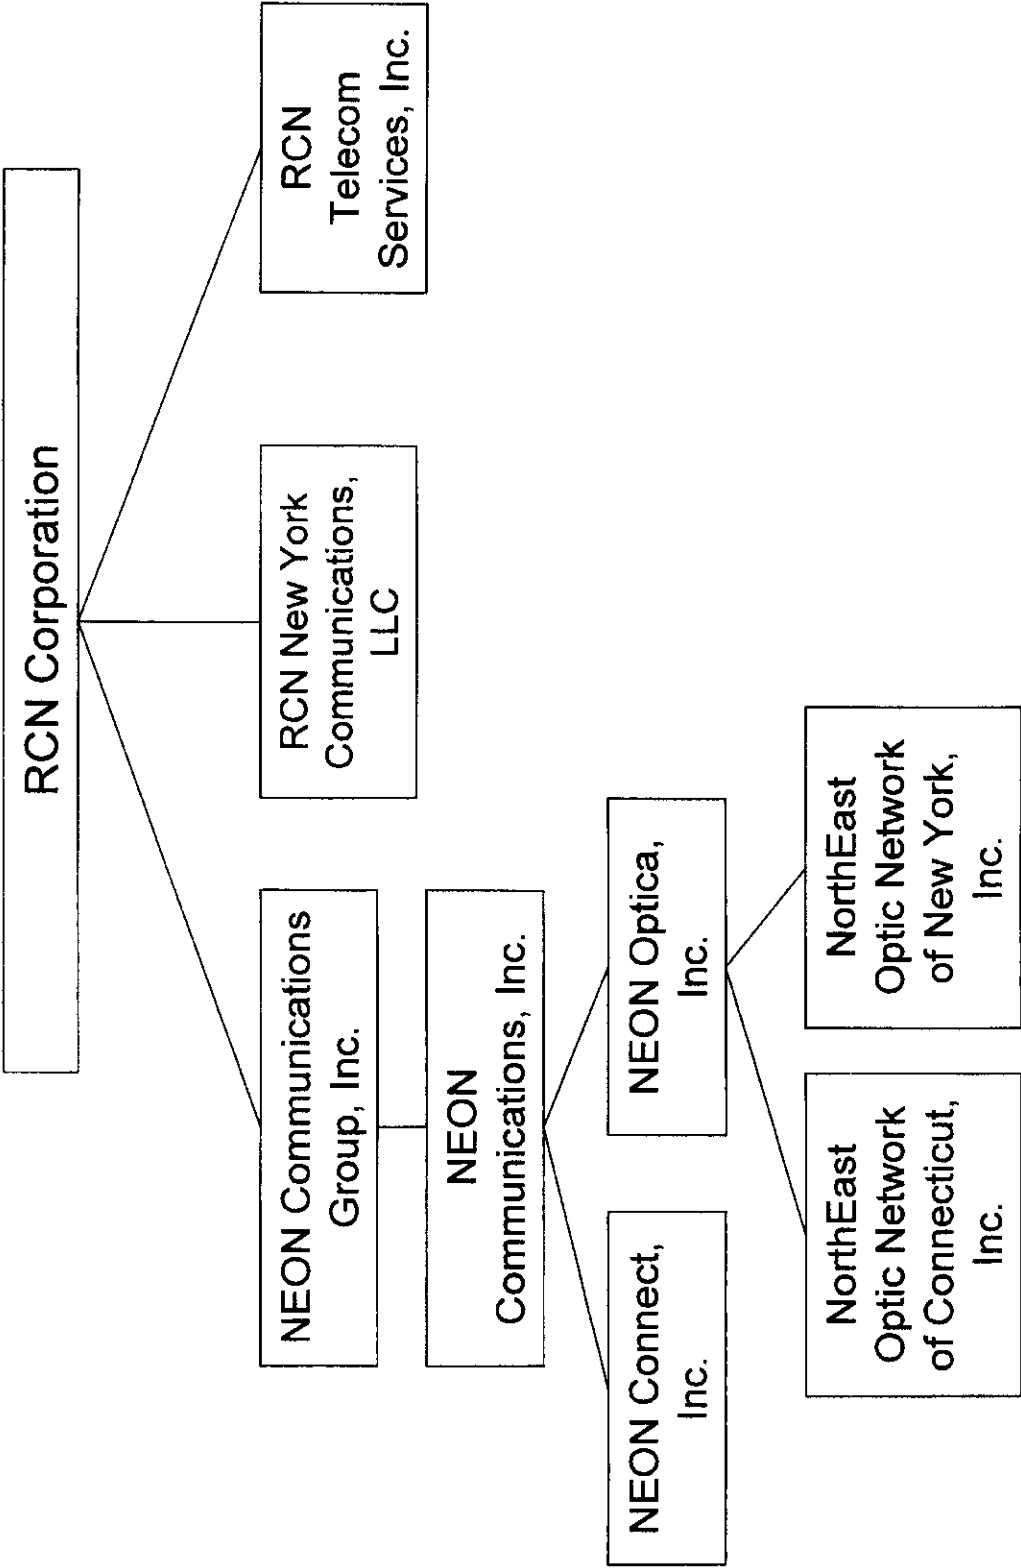 RCN Corporation
NEON Communications
Group, Inc.
RCN New York
Communications,
LLC
RCN
Telecom
Services, Inc.
NEON
Communications, Inc.
NEON Connect,
Inc.
NEON Optica,
Inc.
NorthEast
Optic Network
of Connecticut,
Inc.
NorthEast
Optic Network
of New York,
Inc.